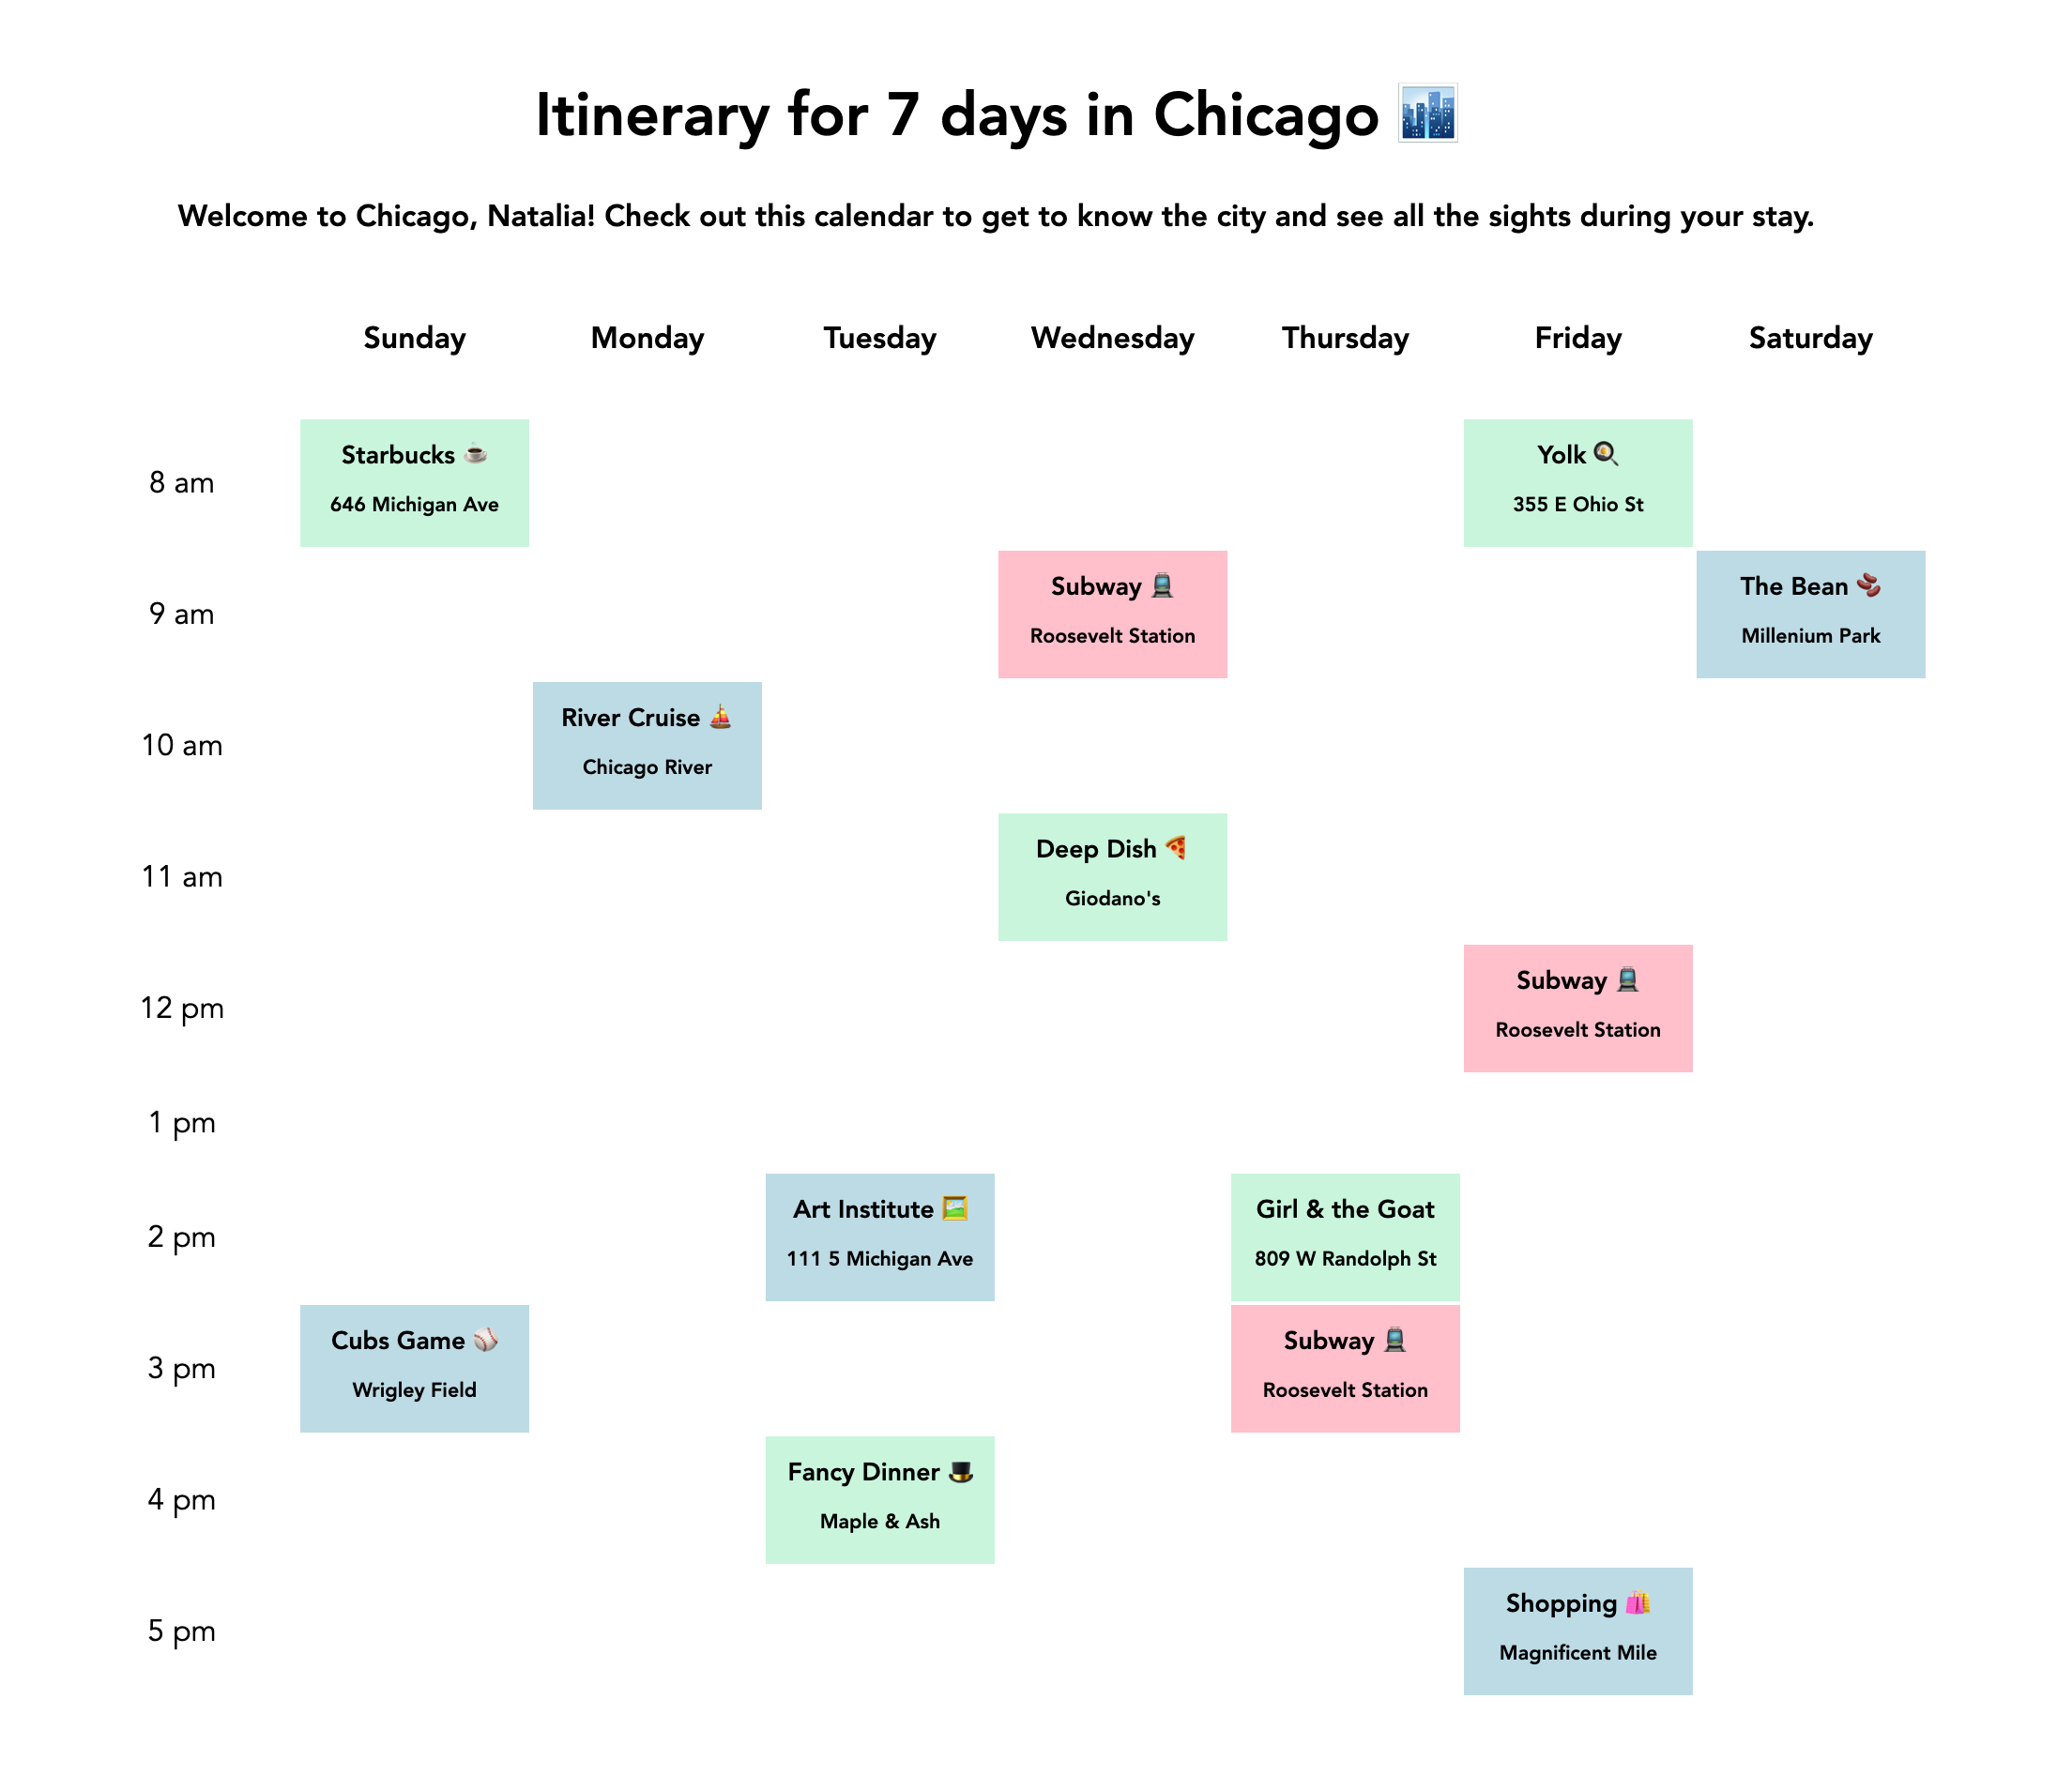 Itinerary for 7 days in Chicago 🏙️
Welcome to Chicago, Natalia! Check out this calendar to get to know the city and see all the sights during your stay.
Sunday Monday Tuesday Wednesday Thursday Friday Saturday
8 am
Starbucks ☕
646 Michigan Ave
Yolk 🍳
355 E Ohio St
9 am
Subway 🚆
Roosevelt Station
The Bean 🫘
Millenium Park
10 am
River Cruise ⛵
Chicago River
11 am
Deep Dish 🍕
Giodano's
12 pm
Subway 🚆
Roosevelt Station
1 pm
2 pm
Art Institute 🖼️
111 5 Michigan Ave
Girl & the Goat
809 W Randolph St
3 pm
Cubs Game ⚾
Wrigley Field
Subway 🚆
Roosevelt Station
4 pm
Fancy Dinner 🎩
Maple & Ash
5 pm
Shopping 🛍️
Magnificent Mile